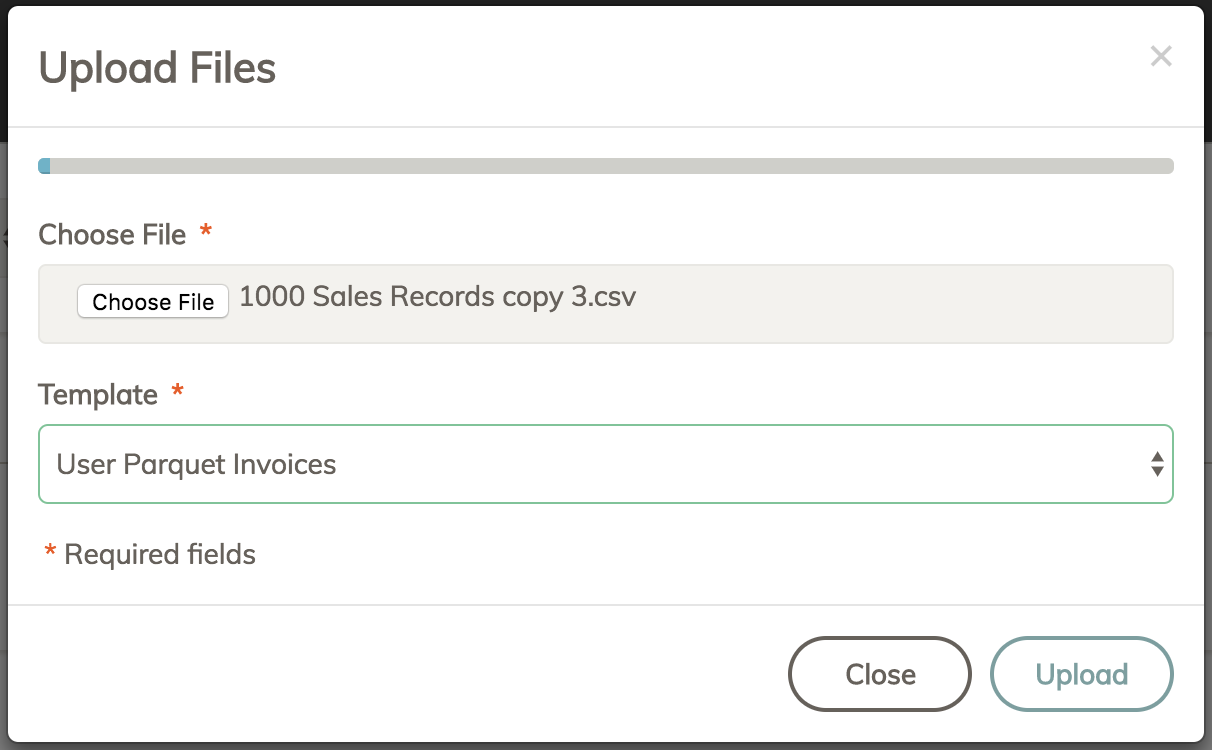 Upload Files
×
Choose File *
Choose File 1000 Sales Records copy 3.csv
Template *
User Parquet Invoices
* Required fields
Close Upload